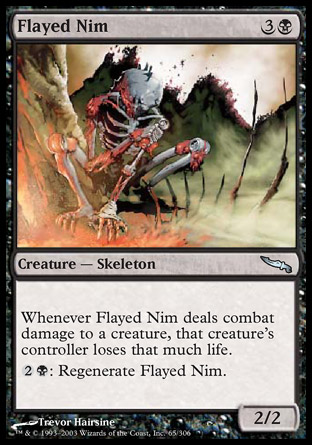 Flayed Nim 3
Creature — Skeleton
Whenever Flayed Nim deals combat
damage to a creature, that creature's
controller loses that much life.
2 : Regenerate Flayed Nim.
Trevor Hairsine
™ & © 1993-2003 Wizards of the Coast, Inc. 65/306
2/2